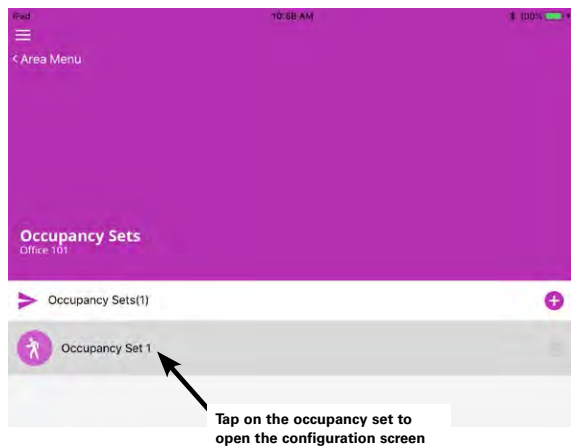 iPad
10:58 AM
100%
< Area Menu
Occupancy Sets
Office 101
Occupancy Sets(1)
Occupancy Set 1
Tap on the occupancy set to
open the configuration screen